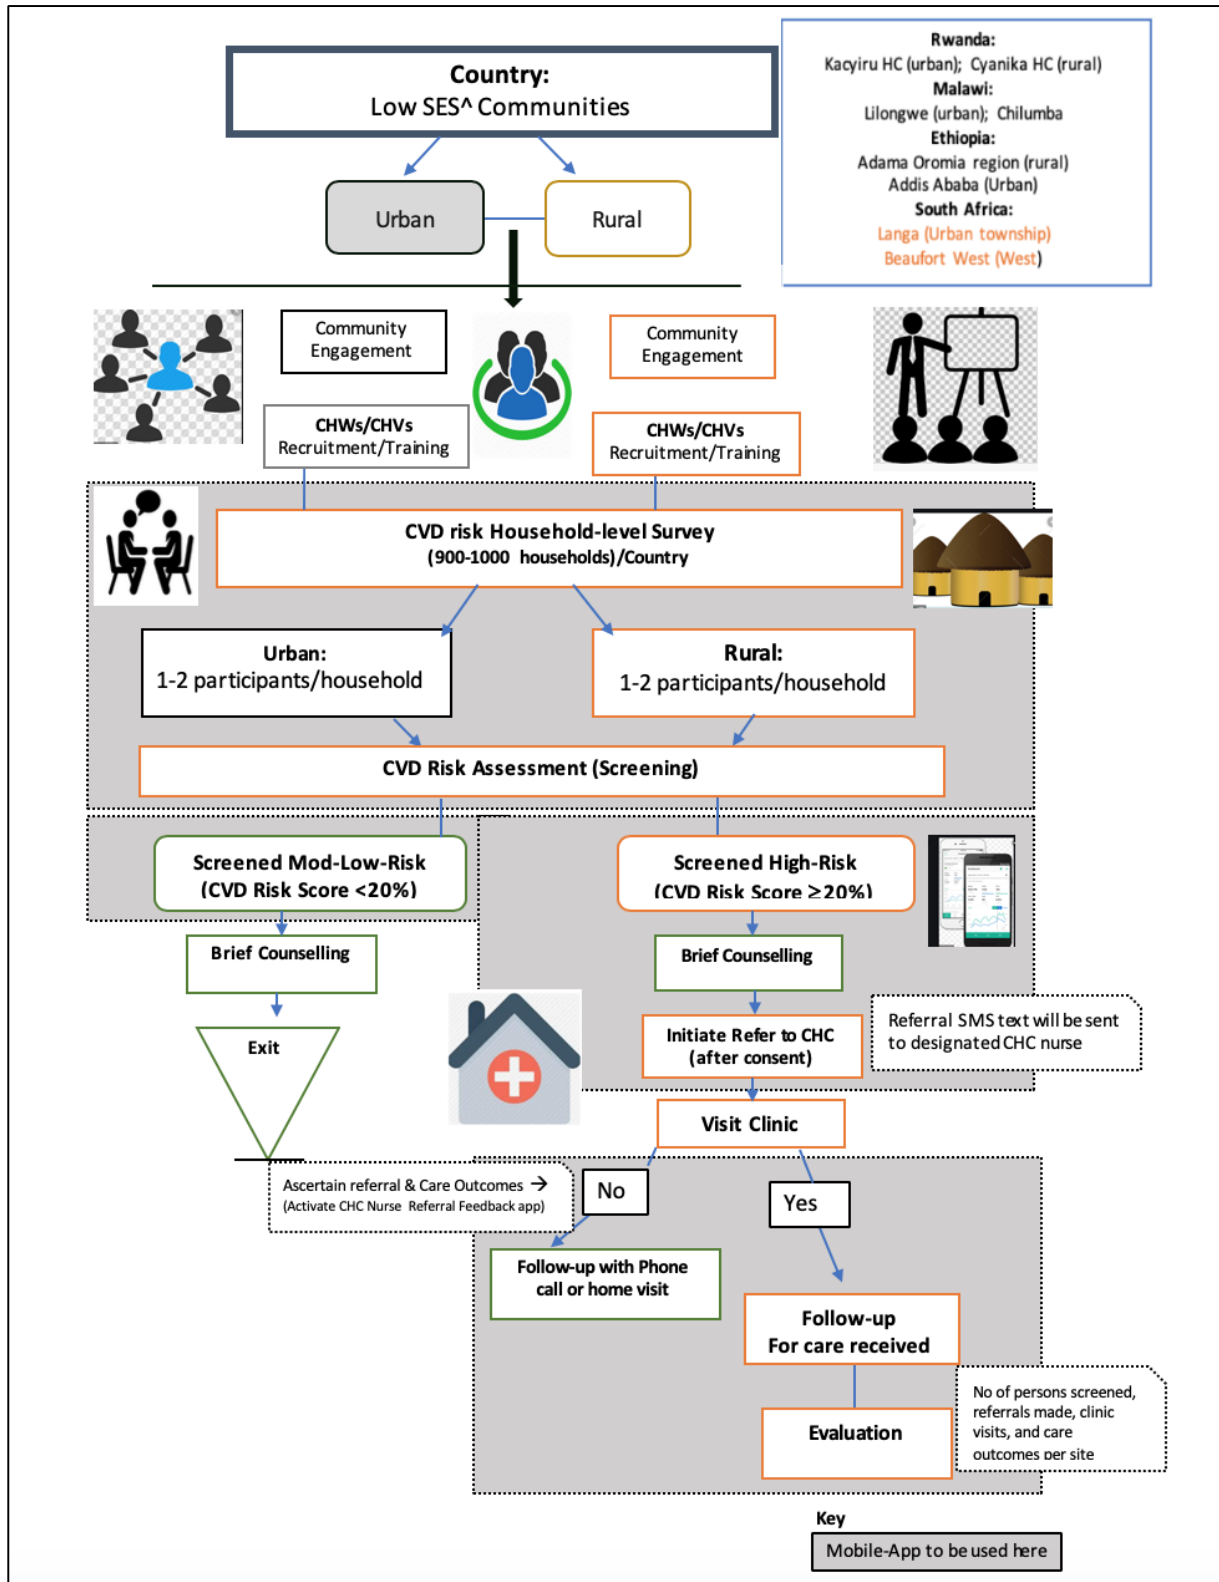 Country:
Low SES^ Communities
Rwanda:
Kacyiru HC (urban); Cyanika HC (rural)
Malawi:
Lilongwe (urban); Chilumba
Ethiopia:
Adama Oromia region (rural)
Addis Ababa (Urban)
South Africa:
Langa (Urban township)
Beaufort West (West)
Urban
Rural
Community
Engagement
Community
Engagement
CHWs/CHVs
Recruitment/Training
CHWs/CHVs
Recruitment/Training
CVD risk Household-level Survey
(900-1000 households)/Country
Urban:
1-2 participants/household
Rural:
1-2 participants/household
CVD Risk Assessment (Screening)
Screened Mod-Low-Risk
(CVD Risk Score <20%)
Screened High-Risk
(CVD Risk Score ≥20%)
Brief Counselling
Brief Counselling
Exit
Initiate Refer to CHC
(after consent)
Referral SMS text will be sent
to designated CHC nurse
Visit Clinic
Ascertain referral & Care Outcomes →
(Activate CHC Nurse Referral Feedback app)
No
Yes
Follow-up with Phone
call or home visit
Follow-up
For care received
Evaluation
No of persons screened,
referrals made, clinic
visits, and care
outcomes per site
Key
Mobile-App to be used here